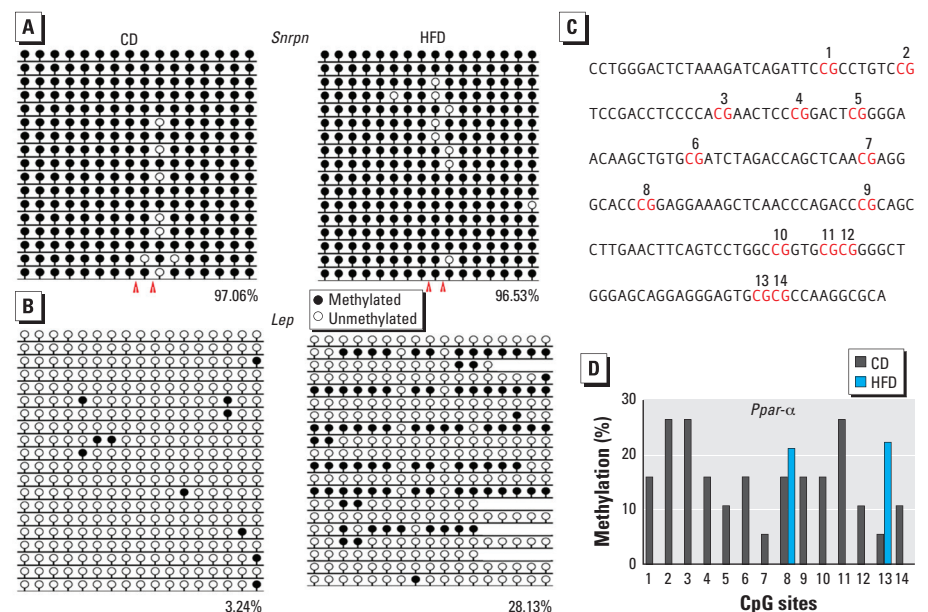 A
CD
Snrpn
HFD
97.06%
96.53%
B
Lep
Methylated
Unmethylated
3.24%
28.13%
C
1 2
CCTGGGACTCTAAAGATCAGATTCCGCCTGTCCG
3 4 5
TCCGACCTCCCCACGAACTCCCGGACTCGGGGA
6 7
ACAAGCTGTGCGATCTAGACCAGCTCAACGAGG
8 9
GCACCCGGAGGAAAGCTCAACCCAGACCCGCAGC
10 11 12
CTTGAACTTCAGTCCTGGCCGGTGCGCGGGGCT
13 14
GGGAGCAGGAGGGAGTGCGCGCCAAGGCGCA
D
CD
HFD
Ppar-α
Methylation (%)
30
20
10
0
1 2 3 4 5 6 7 8 9 10 11 12 13 14
CpG sites